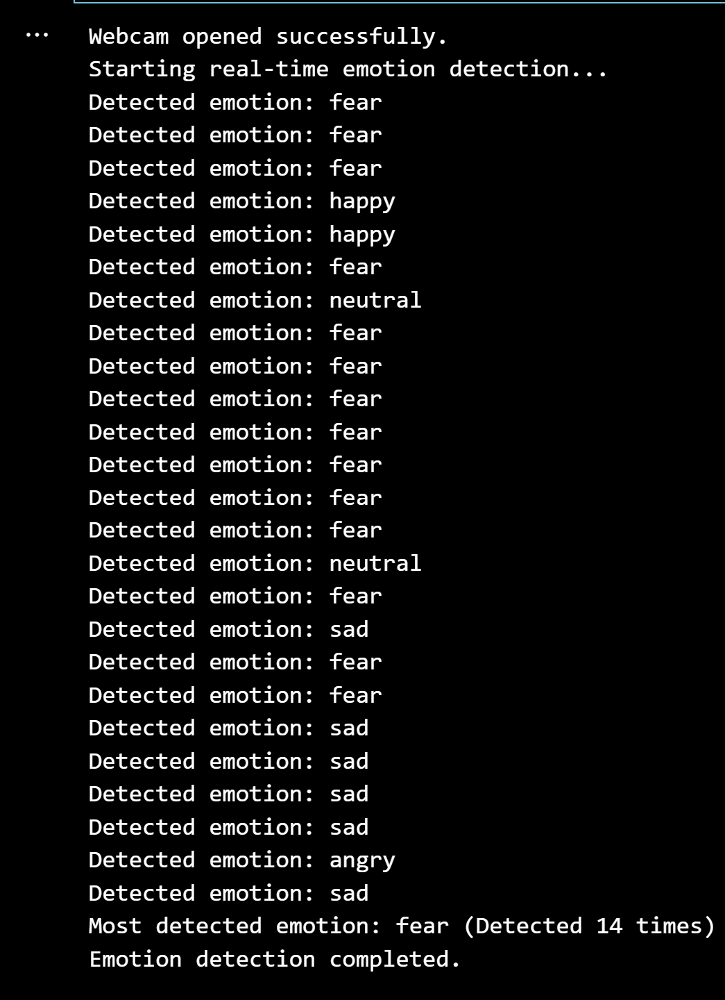 ...
Webcam opened successfully.
Starting real-time emotion detection...
Detected emotion: fear
Detected emotion: fear
Detected emotion: fear
Detected emotion: happy
Detected emotion: happy
Detected emotion: fear
Detected emotion: neutral
Detected emotion: fear
Detected emotion: fear
Detected emotion: fear
Detected emotion: fear
Detected emotion: fear
Detected emotion: fear
Detected emotion: fear
Detected emotion: neutral
Detected emotion: fear
Detected emotion: sad
Detected emotion: fear
Detected emotion: fear
Detected emotion: sad
Detected emotion: sad
Detected emotion: sad
Detected emotion: sad
Detected emotion: angry
Detected emotion: sad
Most detected emotion: fear (Detected 14 times)
Emotion detection completed.